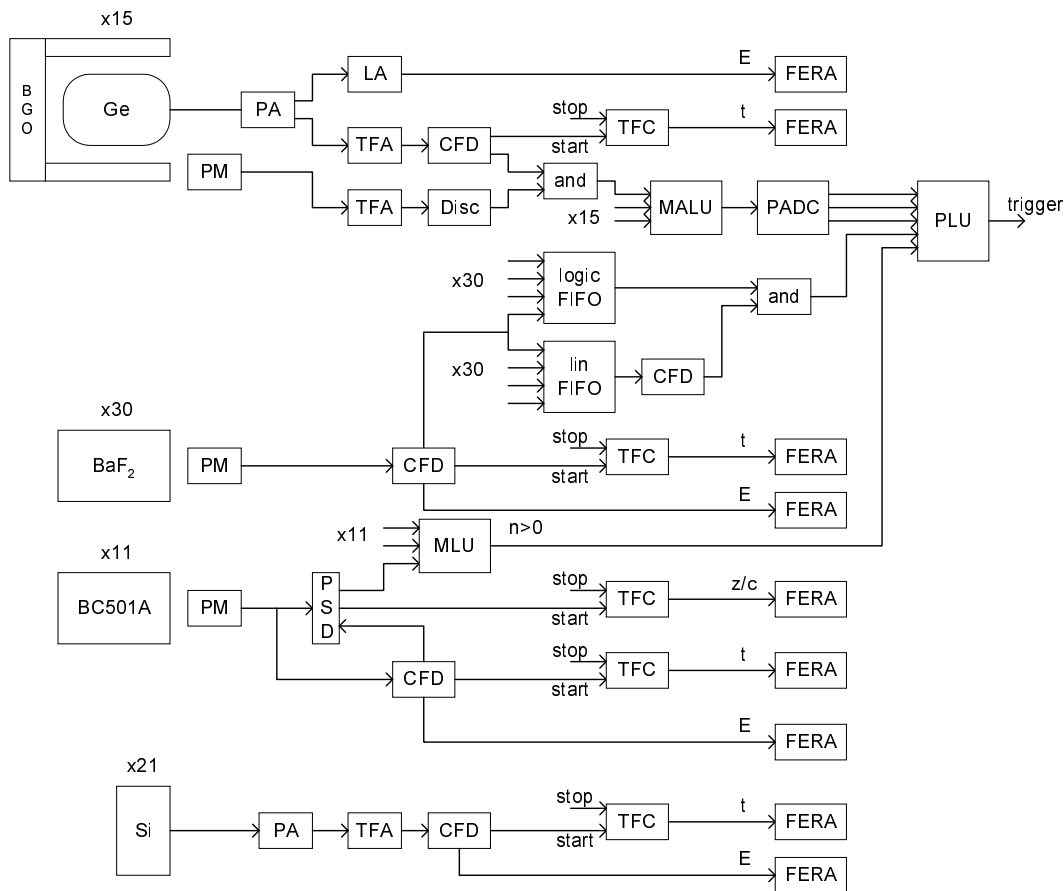 x15
B
G
O
Ge
PA
LA
E
FERA
stop
start
TFC
t
FERA
TFA
CFD
PM
TFA
Disc
and
x15
MALU
PADC
PLU
trigger
x30
logic
FIFO
and
x30
lin
FIFO
CFD
x30
BaF2
PM
CFD
stop
start
TFC
t
FERA
E
FERA
x11
MLU
n>0
x11
BC501A
PM
P
S
D
stop
start
TFC
z/c
FERA
CFD
stop
start
TFC
t
FERA
E
FERA
x21
Si
PA
TFA
CFD
stop
start
TFC
t
FERA
E
FERA